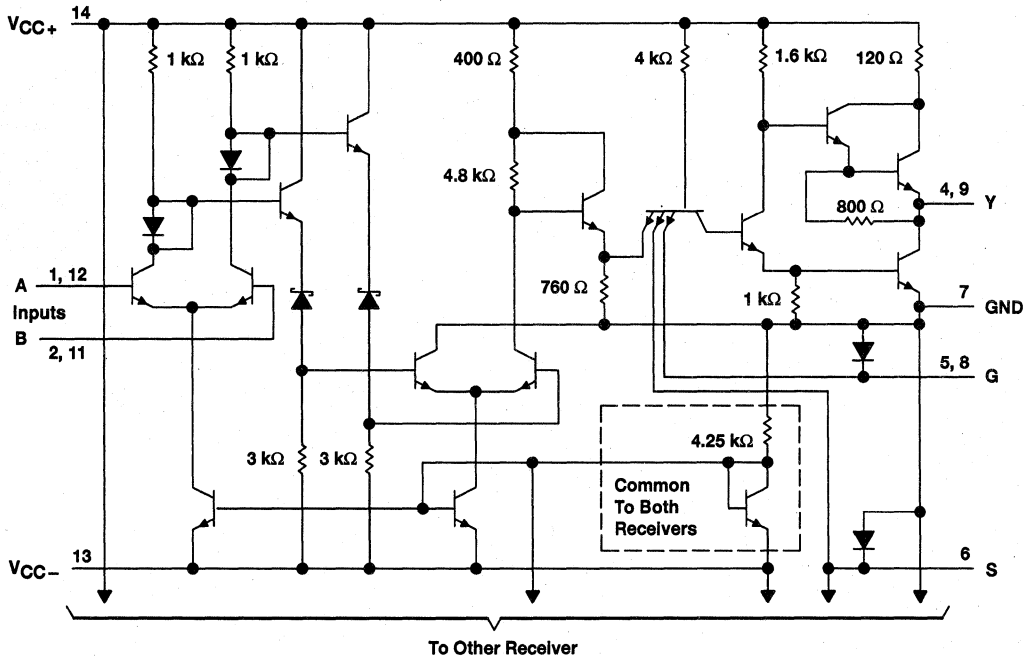 VCC+
14
1 kΩ
1 kΩ
400 Ω
4 kΩ
1.6 kΩ
120 Ω
4.8 kΩ
4, 9
Y
800 Ω
A
1, 12
Inputs
B
2, 11
760 Ω
1 kΩ
7
GND
5, 8
G
3 kΩ
3 kΩ
4.25 kΩ
Common
To Both
Receivers
VCC−
13
6
S
To Other Receiver